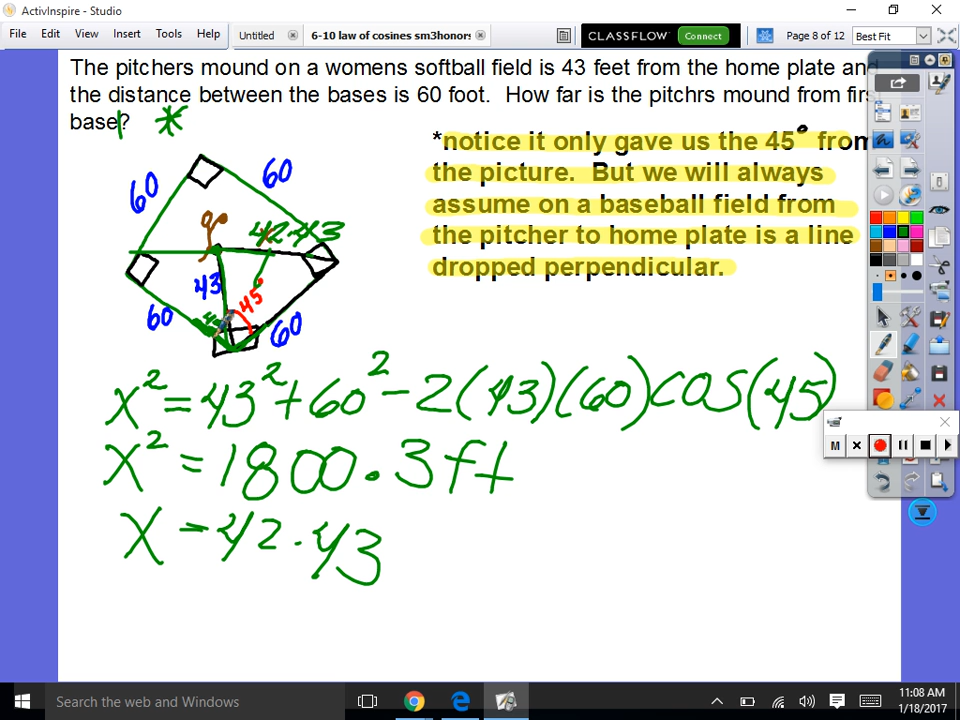 ActivInspire - Studio
File Edit View Insert Tools Help Untitled 6-10 law of cosines sm3honors CLASSFLOW Connect Page 8 of 12 Best Fit
The pitchers mound on a womens softball field is 43 feet from the home plate and
the distance between the bases is 60 foot. How far is the pitchrs mound from firs
base? *
*notice it only gave us the 45° from
the picture. But we will always
assume on a baseball field from
the pitcher to home plate is a line
dropped perpendicular.
60
60
42.43
43
45°
60
60
x² = 43² + 60² - 2(43)(60)cos(45)
x² = 1800.3ft
x = 42.43
M
Search the web and Windows
11:08 AM
1/18/2017